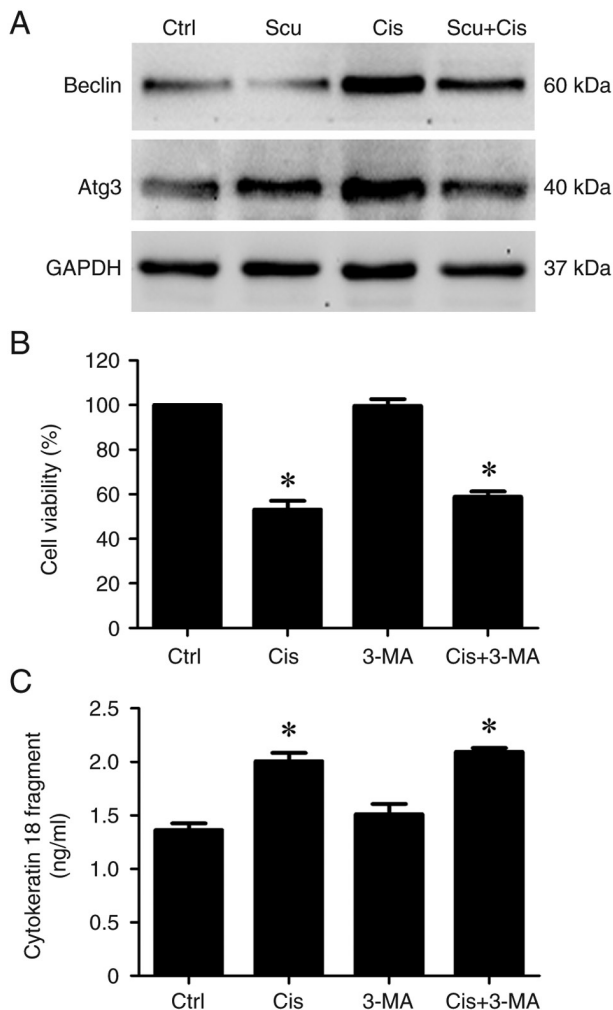 A
Ctrl Scu Cis Scu+Cis
Beclin 60 kDa
Atg3 40 kDa
GAPDH 37 kDa
B
Cell viability (%)
120
100
80
60
40
20
0
* *
Ctrl Cis 3-MA Cis+3-MA
C
Cytokeratin 18 fragment
(ng/ml)
2.5
2.0
1.5
1.0
0.5
0
* *
Ctrl Cis 3-MA Cis+3-MA